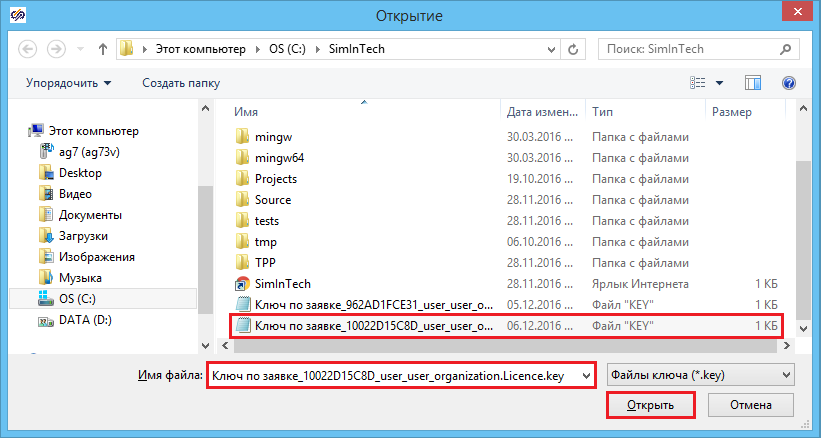 Открытие
Этот компьютер OS (C:) SimInTech Поиск: SimInTech
Упорядочить Создать папку
Имя Дата измен... Тип Размер
Этот компьютер
ag7 (ag73v)
Desktop
Видео
Документы
Загрузки
Изображения
Музыка
OS (C:)
DATA (D:)
mingw 30.03.2016 ... Папка с файлами
mingw64 30.03.2016 ... Папка с файлами
Projects 19.10.2016 ... Папка с файлами
Source 28.11.2016 ... Папка с файлами
tests 28.11.2016 ... Папка с файлами
tmp 06.10.2016 ... Папка с файлами
TPP 28.11.2016 ... Папка с файлами
SimInTech 28.11.2016 ... Ярлык Интернета 1 КБ
Ключ по заявке_962AD1FCE31_user_user_o... 05.12.2016 ... Файл "KEY" 1 КБ
Ключ по заявке_10022D15C8D_user_user_o... 06.12.2016 ... Файл "KEY" 1 КБ
Имя файла: Ключ по заявке_10022D15C8D_user_user_organization.Licence.key Файлы ключа (*.key)
Открыть Отмена